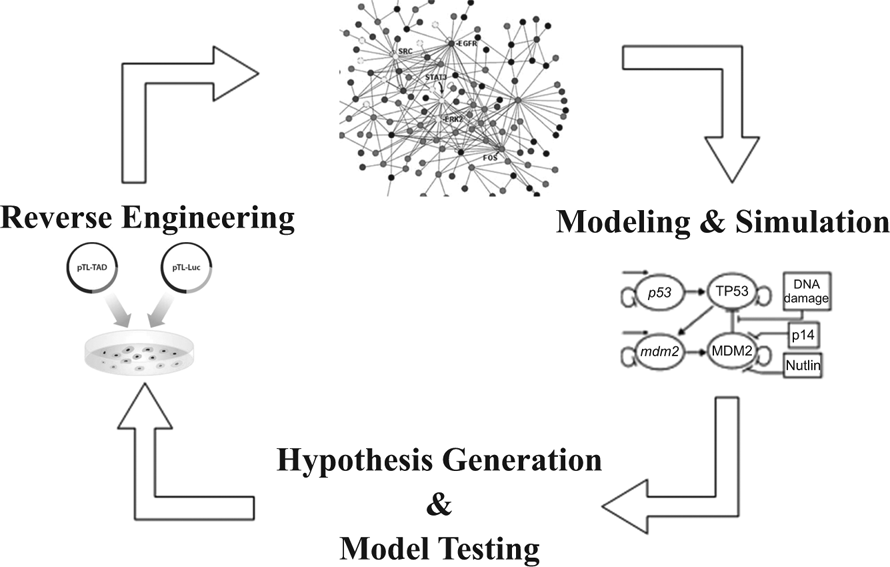 SRC
EGFR
STAT3
ERK2
FOS
Reverse Engineering
Modeling & Simulation
pTL-TAD
pTL-Luc
p53
TP53
DNA
damage
p14
mdm2
MDM2
Nutlin
Hypothesis Generation
&
Model Testing